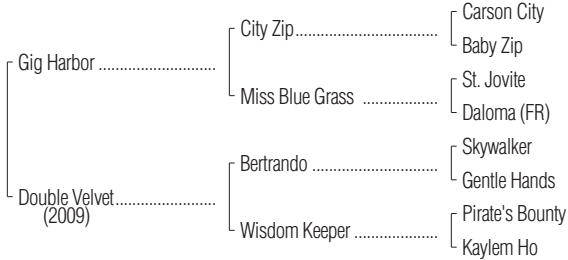 Carson City
City Zip
Baby Zip
Gig Harbor
St. Jovite
Miss Blue Grass
Daloma (FR)
Skywalker
Bertrando
Gentle Hands
Double Velvet
(2009)
Pirate's Bounty
Wisdom Keeper
Kaylem Ho